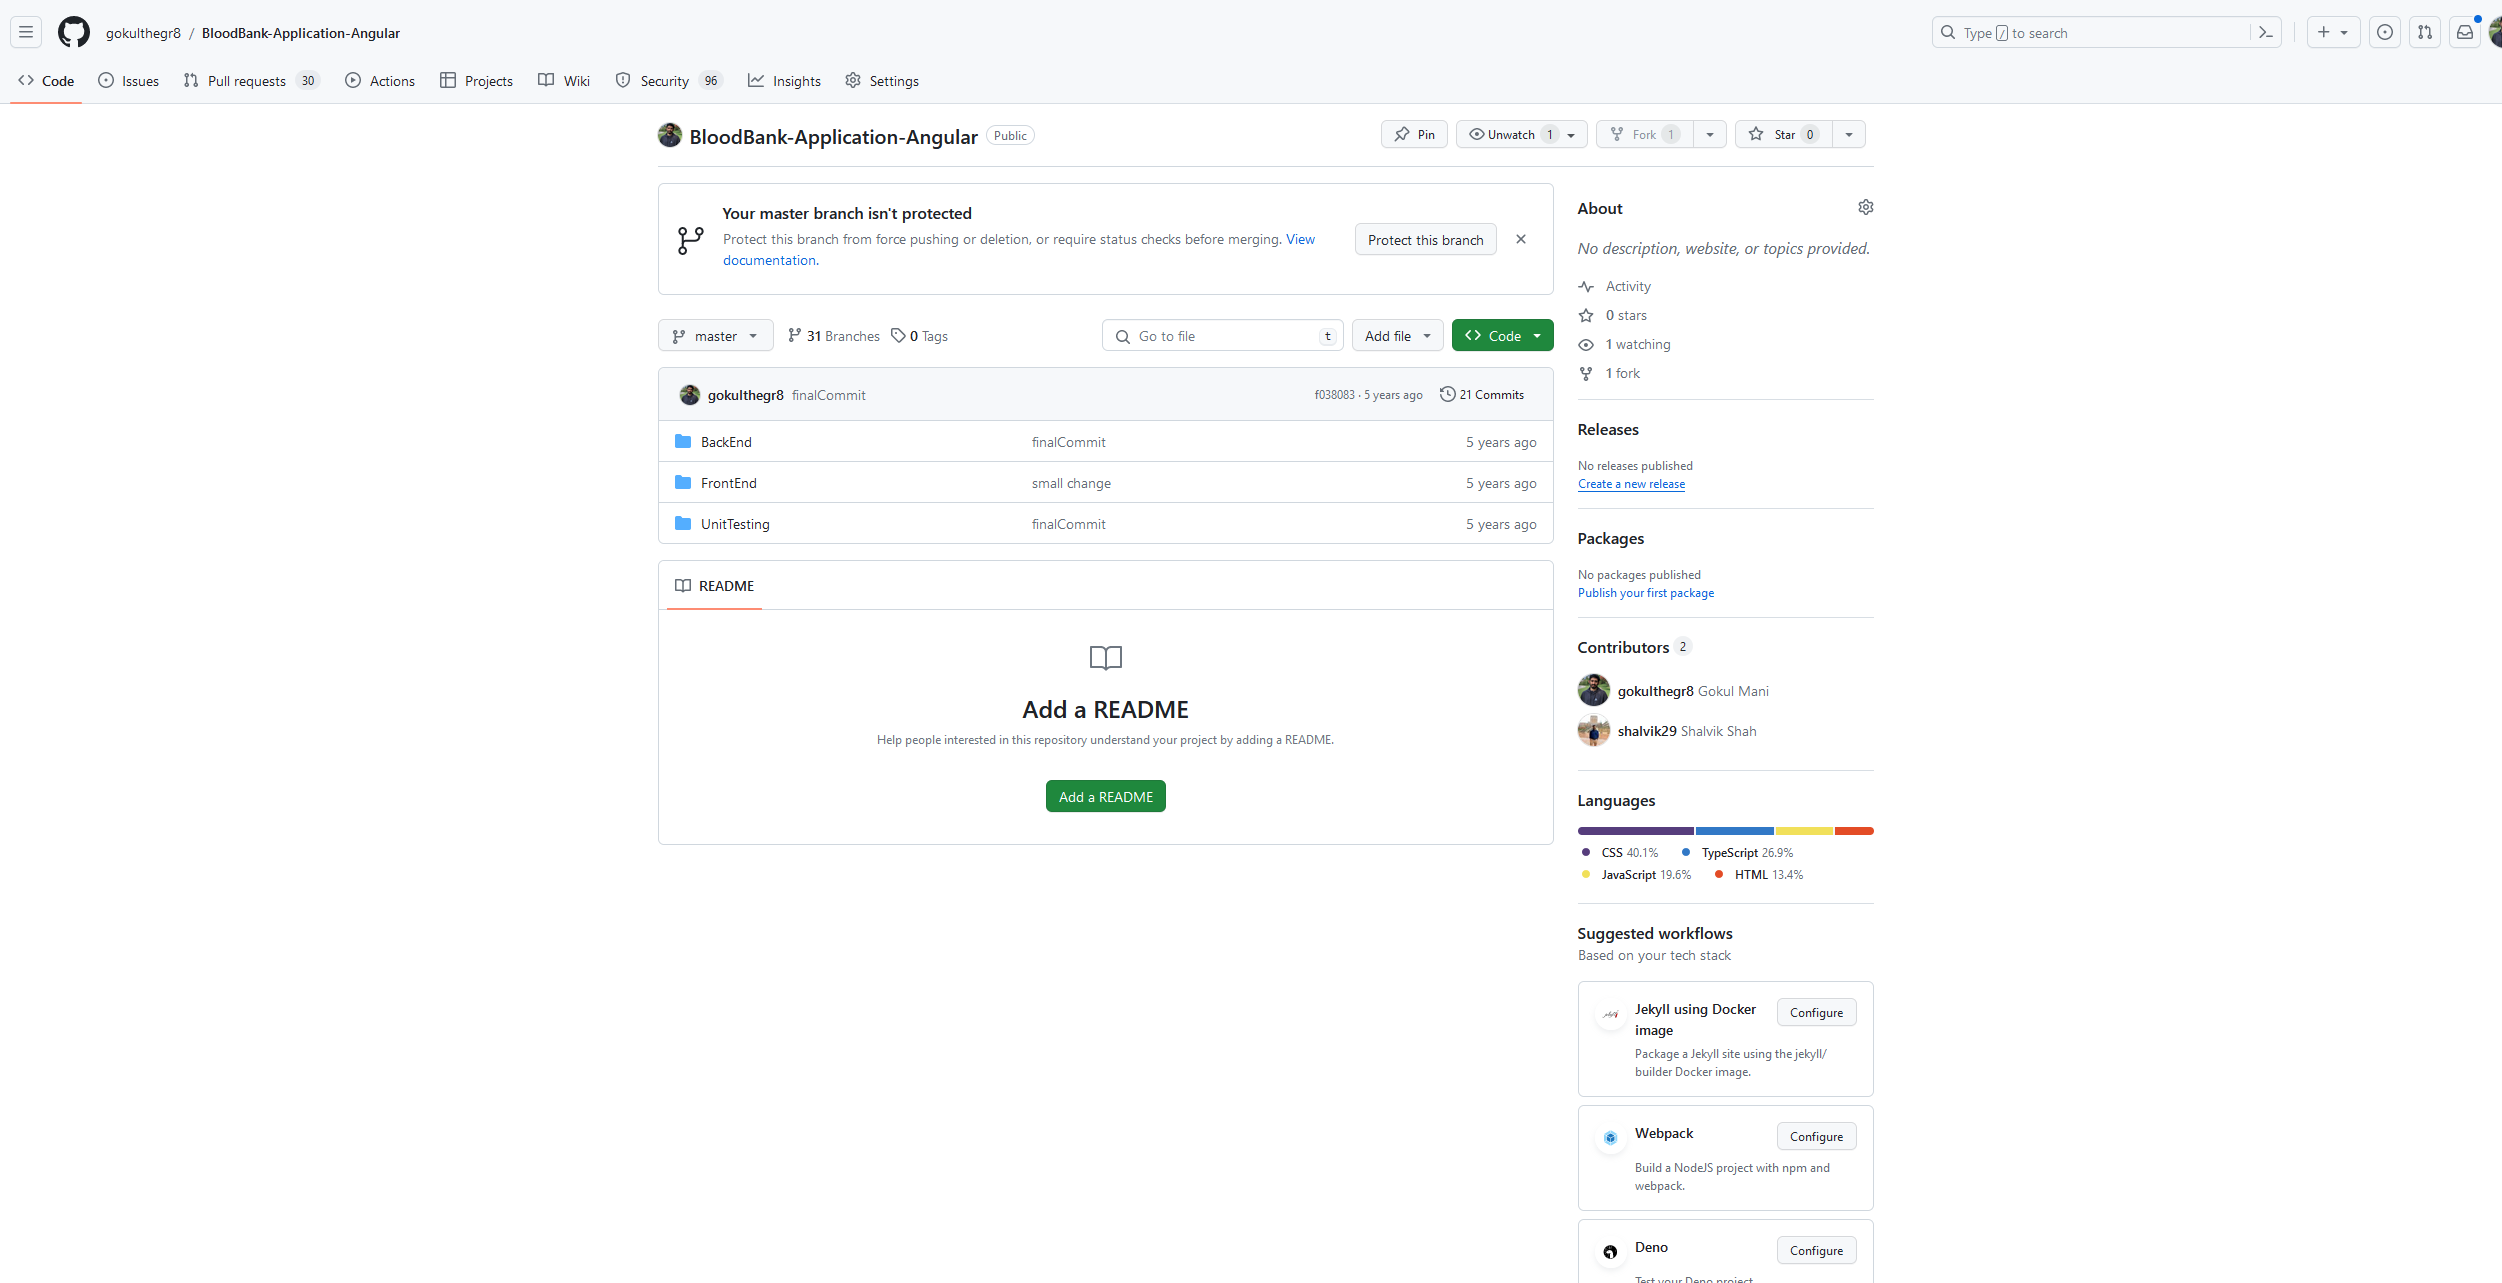 gokulthegr8 / BloodBank-Application-Angular
Type / to search
Code Issues Pull requests 30 Actions Projects Wiki Security 96 Insights Settings
BloodBank-Application-Angular Public
Pin Unwatch 1 Fork 1 Star 0
Your master branch isn't protected
Protect this branch from force pushing or deletion, or require status checks before merging. View
documentation.
Protect this branch
master 31 Branches 0 Tags
Go to file t Add file Code
gokulthegr8 finalCommit f038083 · 5 years ago 21 Commits
BackEnd finalCommit 5 years ago
FrontEnd small change 5 years ago
UnitTesting finalCommit 5 years ago
README
Add a README
Help people interested in this repository understand your project by adding a README.
Add a README
About
No description, website, or topics provided.
Activity
0 stars
1 watching
1 fork
Releases
No releases published
Create a new release
Packages
No packages published
Publish your first package
Contributors 2
gokulthegr8 Gokul Mani
shalvik29 Shalvik Shah
Languages
CSS 40.1% TypeScript 26.9%
JavaScript 19.6% HTML 13.4%
Suggested workflows
Based on your tech stack
Jekyll using Docker
image
Configure
Package a Jekyll site using the jekyll/
builder Docker image.
Webpack Configure
Build a NodeJS project with npm and
webpack.
Deno Configure
Test your Deno project